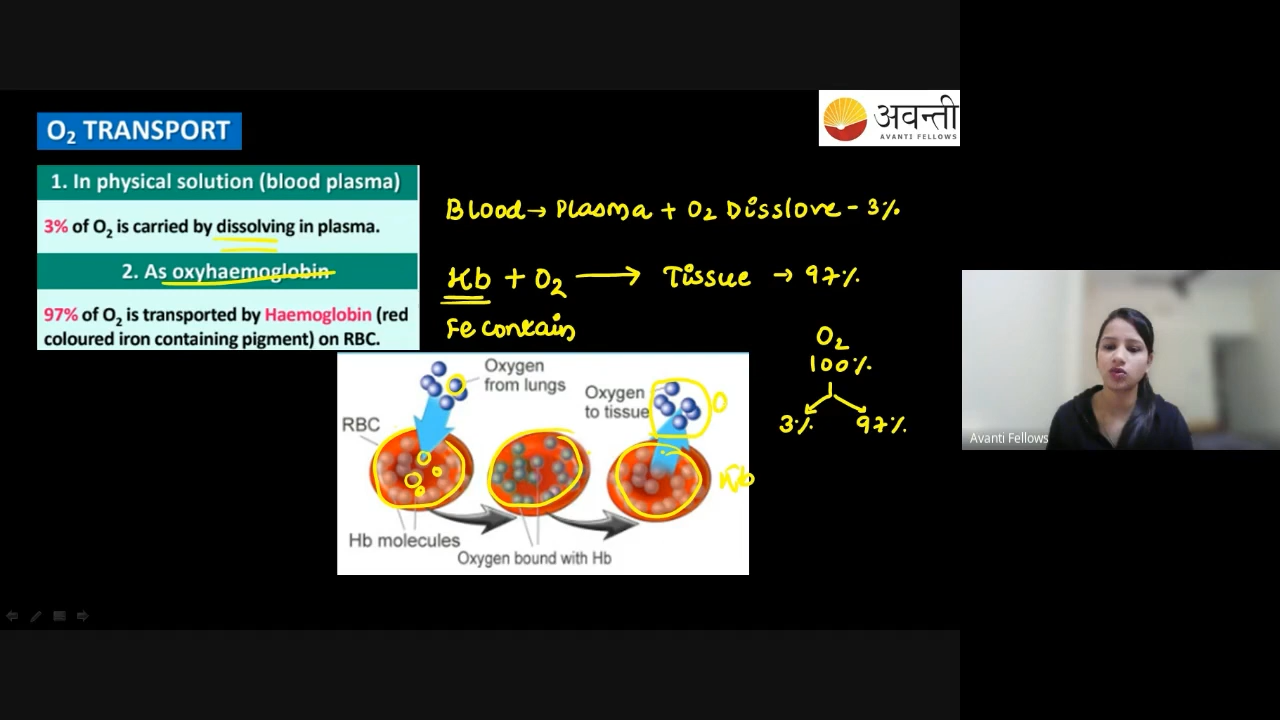 O₂ TRANSPORT
अवन्ती
AVANTI FELLOWS
1. In physical solution (blood plasma)
3% of O₂ is carried by dissolving in plasma.
2. As oxyhaemoglobin
97% of O₂ is transported by Haemoglobin (red
coloured iron containing pigment) on RBC.
Blood → Plasma + O₂ Disslove - 3%
Hb + O₂ → Tissue → 97%
Fe contain
O₂
100%
3% 97%
Oxygen
from lungs
Oxygen
to tissue
O
RBC
Hb
Hb molecules
Oxygen bound with Hb
Avanti Fellows